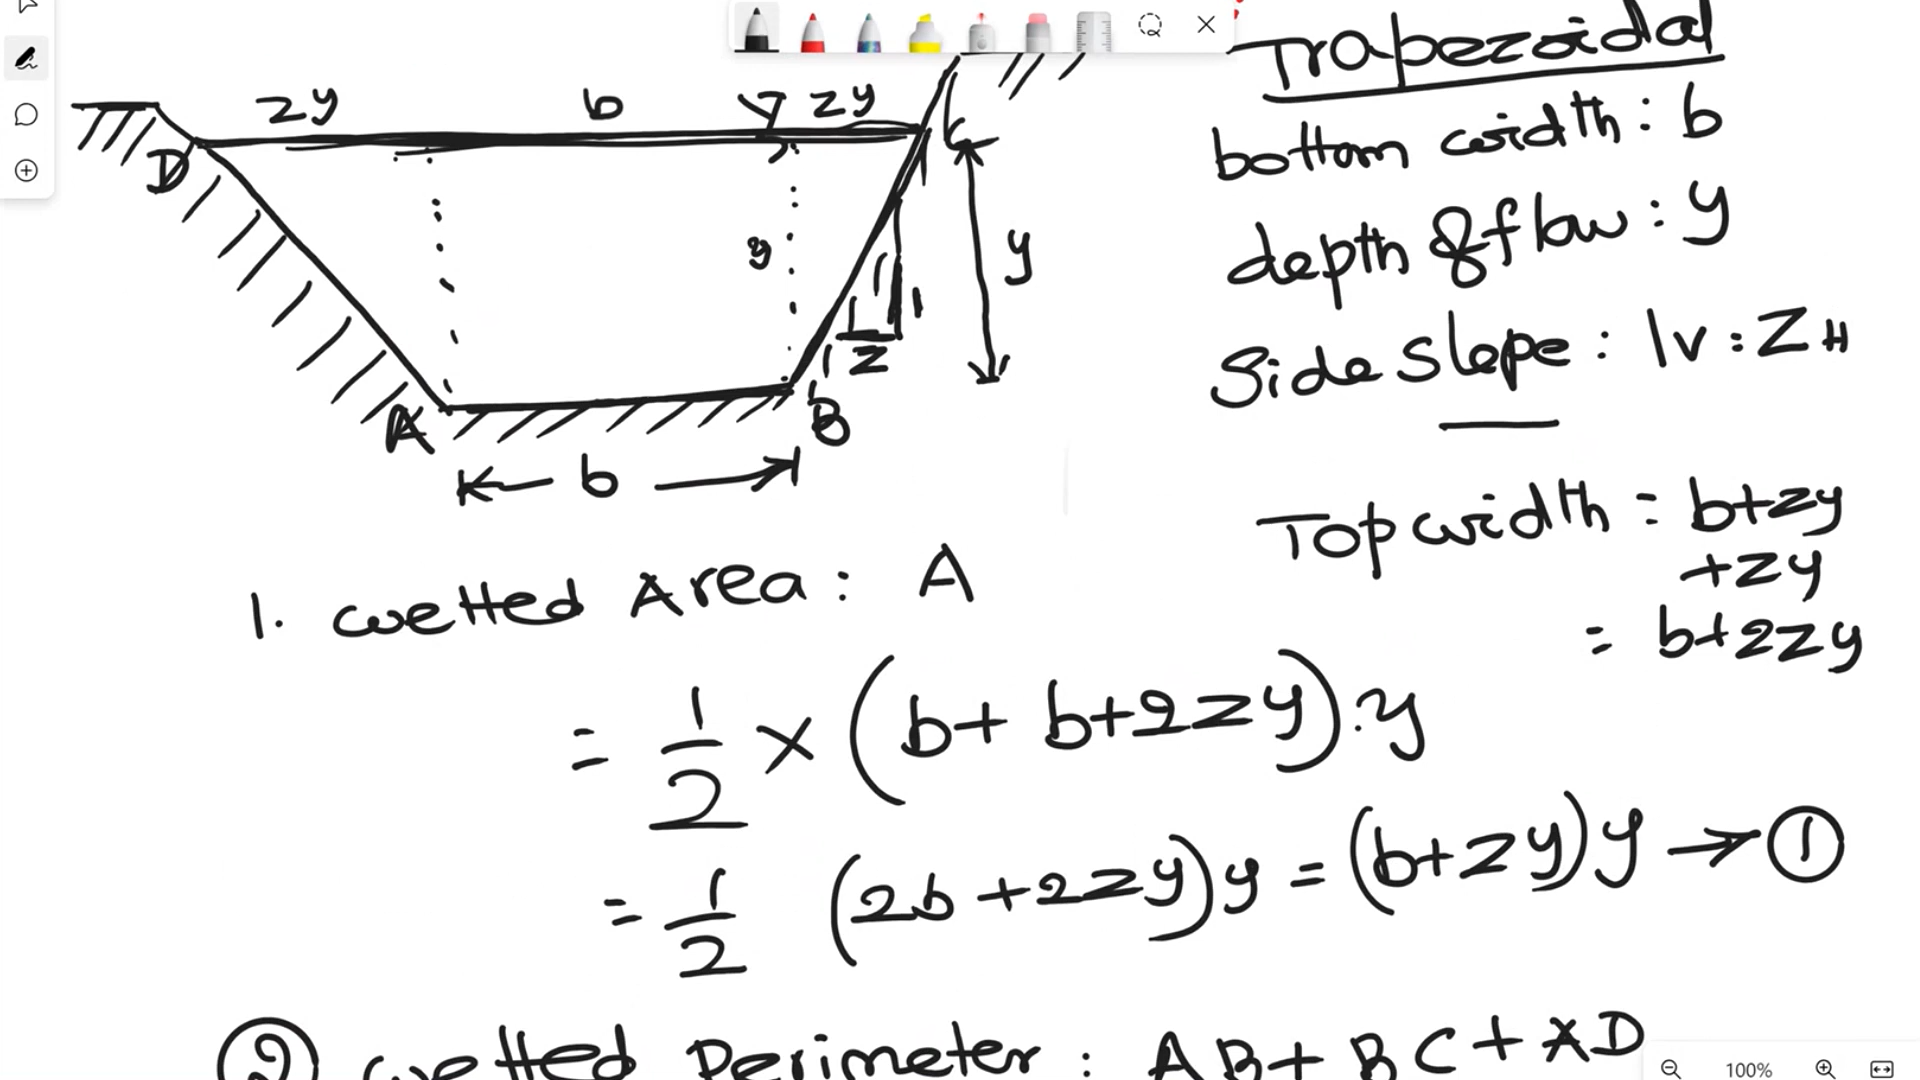 Trapezoidal
zy b zy
D C
bottom width : b
y y
depth of flow : y
1
z
Side slope : 1V : ZH
A B
b
Top width = b+zy
+zy
= b+2zy
1. wetted Area : A
= 1/2 × (b+ b+2zy).y
= 1/2 (2b +2zy)y = (b+zy)y → ①
② wetted Perimeter : AB+ BC+ AD
100%